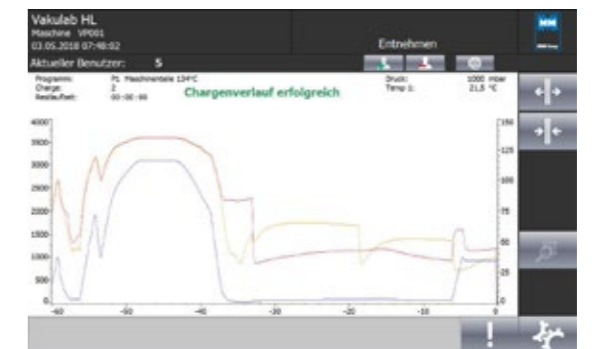 Vakulab HL
Maschine VP001
03.05.2018 07:48:02
Entnehmen
Aktueller Benutzer: 5
Programm: P1 Maschinenteile 134°C
Charge: 2
Restlaufzeit: 00:00:00
Chargenverlauf erfolgreich
Druck: 1000 mbar
Temp 1: 21,5 °C
4000
3500
3000
2500
2000
1500
1000
500
0
150
125
100
75
50
25
0
-60
-50
-40
-30
-20
-10
0